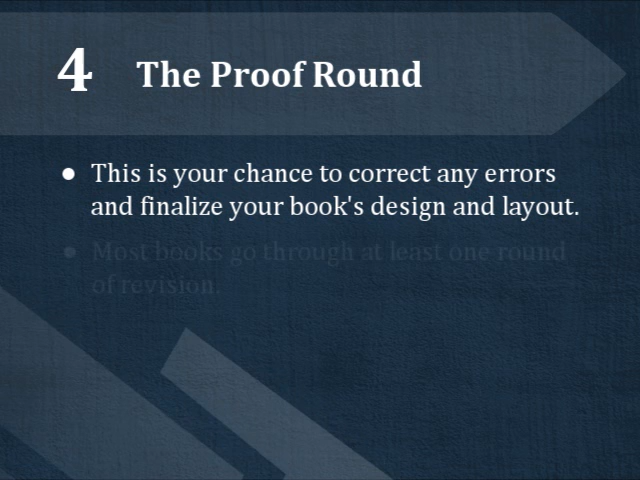 4 The Proof Round
● This is your chance to correct any errors
and finalize your book's design and layout.
● Most books go through at least one round
of revision.